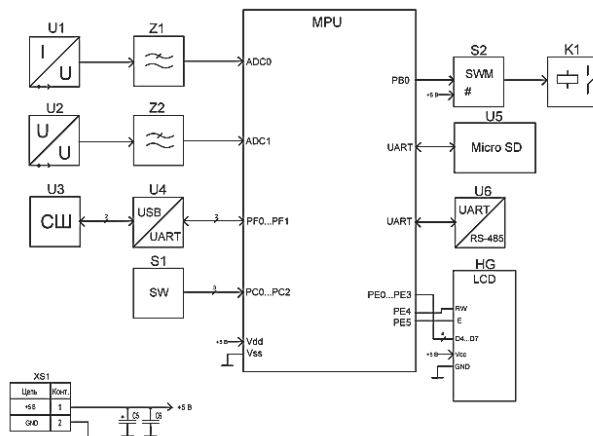 MPU
U1
I
U
Z1
ADC0
U2
U
U
Z2
ADC1
U3
СШ
3
U4
USB
UART
3
PF0...PF1
S1
SW
3
PC0...PC2
+5 В
Vdd
Vss
PB0
S2
SWM
#
+5 В
K1
UART
U5
Micro SD
UART
U6
UART
RS-485
PE0...PE3
PE4
PE5
HG
LCD
RW
E
4
D4...D7
+5 В
Vcc
GND
XS1
Цепь Конт.
+5 В 1
GND 2
C5
C6
+5 В